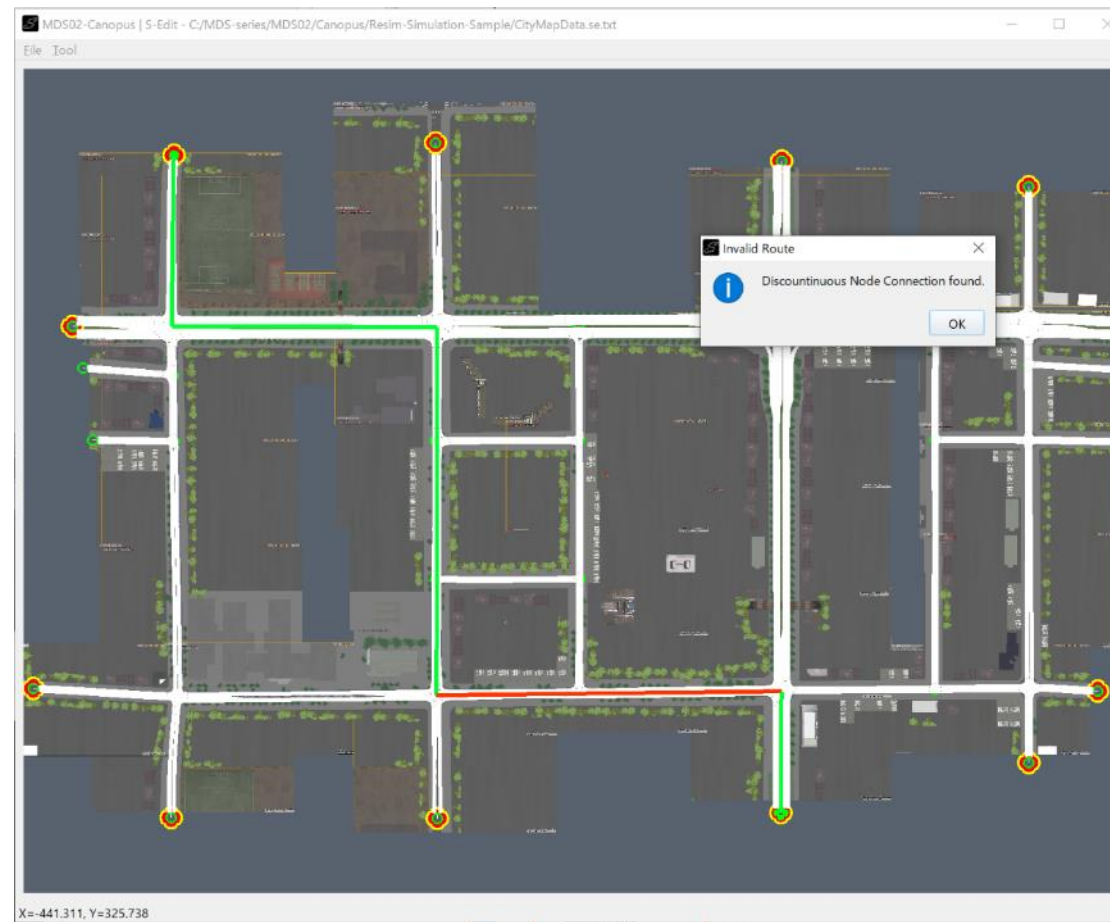 MDS02-Canopus | S-Edit - C:/MDS-series/MDS02/Canopus/Resim-Simulation-Sample/CityMapData.se.txt
File Tool
Invalid Route
Discountinuous Node Connection found.
OK
X=-441.311, Y=325.738